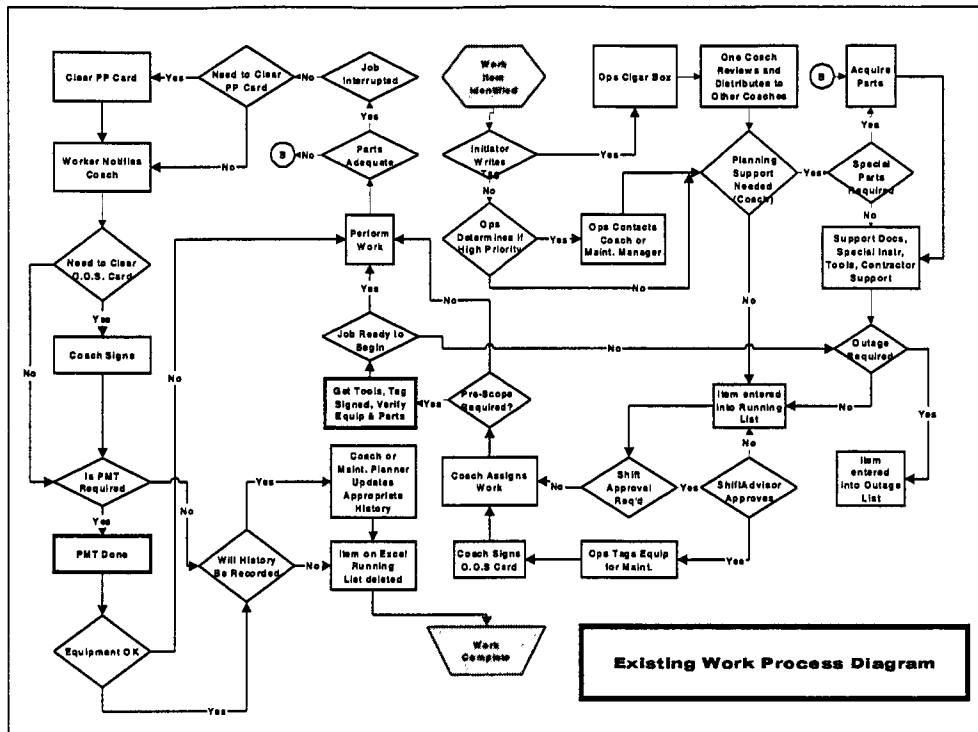 Clear PP Card
Yes
Need to Clear
PP Card
No
Job
Interrupted
Work
Item
Identified
Ops Cigar Box
One Coach
Reviews and
Distributes to
Other Coaches
B
Acquire
Parts
Yes
Yes
Worker Notifies
Coach
No
B
No
Parts
Adequate
Initiator
Writes
Tag
Yes
No
Planning
Support
Needed
(Coach)
Yes
Special
Parts
Required
No
Need to Clear
O.O.S. Card
Perform
Work
Ops
Determines if
High Priority
Yes
Ops Contacts
Coach or
Maint. Manager
Support Docs,
Special Instr,
Tools, Contractor
Support
No
Yes
Yes
No
No
Coach Signs
No
No
Job Ready to
Begin
No
Outage
Required
No
Get Tools, Tag
Signed, Verify
Equip & Parts
Yes
Pre-Scope
Required?
Item entered
into Running
List
No
Yes
No
Is PMT
Required
No
Yes
Coach or
Maint. Planner
Updates
Appropriate
History
Coach Assigns
Work
No
Shift
Approval
Req'd
Yes
Shift Advisor
Approves
Item
entered
into Outage
List
Yes
PMT Done
Will History
Be Recorded
No
Item on Excel
Running
List deleted
Coach Signs
O.O.S Card
Ops Tags Equip
for Maint.
Yes
Equipment OK
Yes
Work
Complete
Existing Work Process Diagram